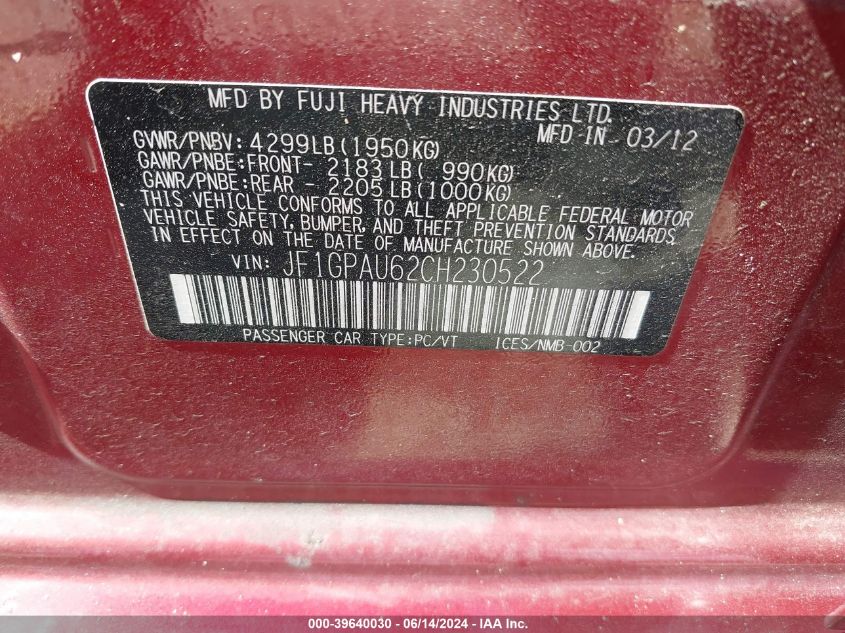 MFD BY FUJI HEAVY INDUSTRIES LTD.
MFD IN 03/12
GVWR/PNBV: 4299LB(1950KG)
GAWR/PNBE:FRONT- 2183LB( 990KG)
GAWR/PNBE:REAR - 2205LB(1000KG)
THIS VEHICLE CONFORMS TO ALL APPLICABLE FEDERAL MOTOR
VEHICLE SAFETY, BUMPER, AND THEFT PREVENTION STANDARDS
IN EFFECT ON THE DATE OF MANUFACTURE SHOWN ABOVE.
VIN: JF1GPAU62CH230522
PASSENGER CAR TYPE:PC/VT ICES/NMB-002
000-39640030 - 06/14/2024 - IAA Inc.